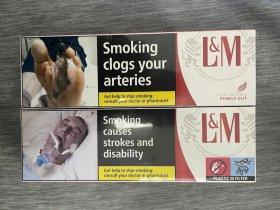 Smoking
clogs your
arteries
Get help to stop smoking:
consult your doctor or pharmacist
L&M
FINELY CUT
Smoking
causes
strokes and
disability
Get help to stop smoking:
consult your doctor or pharmacist
L&M
PLASTIC IN FILTER